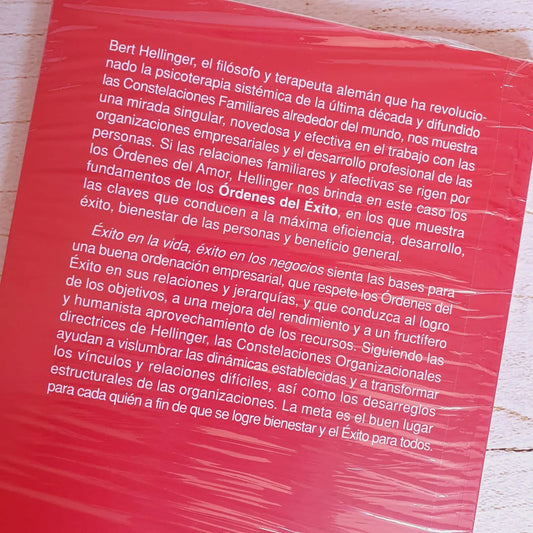 Bert Hellinger, el filósofo y terapeuta alemán que ha revolucio-
nado la psicoterapia sistémica de la última década y difundido
las Constelaciones Familiares alrededor del mundo, nos muestra
una mirada singular, novedosa y efectiva en el trabajo con las
organizaciones empresariales y el desarrollo profesional de las
personas. Si las relaciones familiares y afectivas se rigen por
los Órdenes del Amor, Hellinger nos brinda en este caso los
fundamentos de los Órdenes del Éxito, en los que muestra
las claves que conducen a la máxima eficiencia, desarrollo,
éxito, bienestar de las personas y beneficio general.
Éxito en la vida, éxito en los negocios sienta las bases para
una buena ordenación empresarial, que respete los Órdenes del
Éxito en sus relaciones y jerarquías, y que conduzca al logro
de los objetivos, a una mejora del rendimiento y a un fructífero
y humanista aprovechamiento de los recursos. Siguiendo las
directrices de Hellinger, las Constelaciones Organizacionales
ayudan a vislumbrar las dinámicas establecidas y a transformar
los vínculos y relaciones difíciles, así como los desarreglos
estructurales de las organizaciones. La meta es el buen lugar
para cada quién a fin de que se logre bienestar y el Éxito para todos.